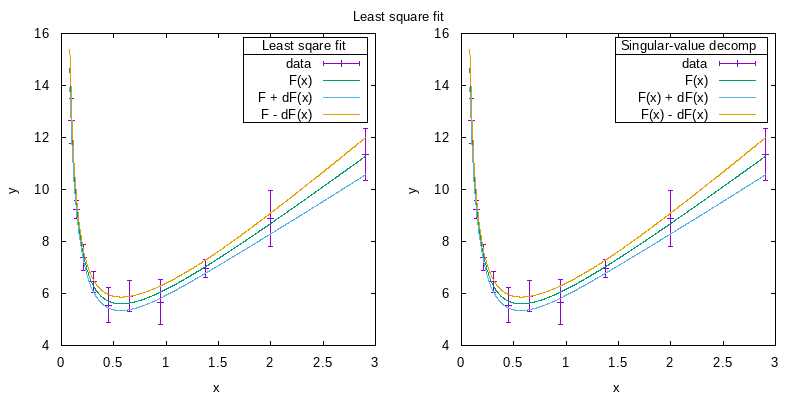 Least square fit
Least sqare fit
data
F(x)
F + dF(x)
F - dF(x)
16
14
12
10
8
6
4
y
0
0.5
1
1.5
2
2.5
3
x
Singular-value decomp
data
F(x)
F(x) + dF(x)
F(x) - dF(x)
16
14
12
10
8
6
4
y
0
0.5
1
1.5
2
2.5
3
x